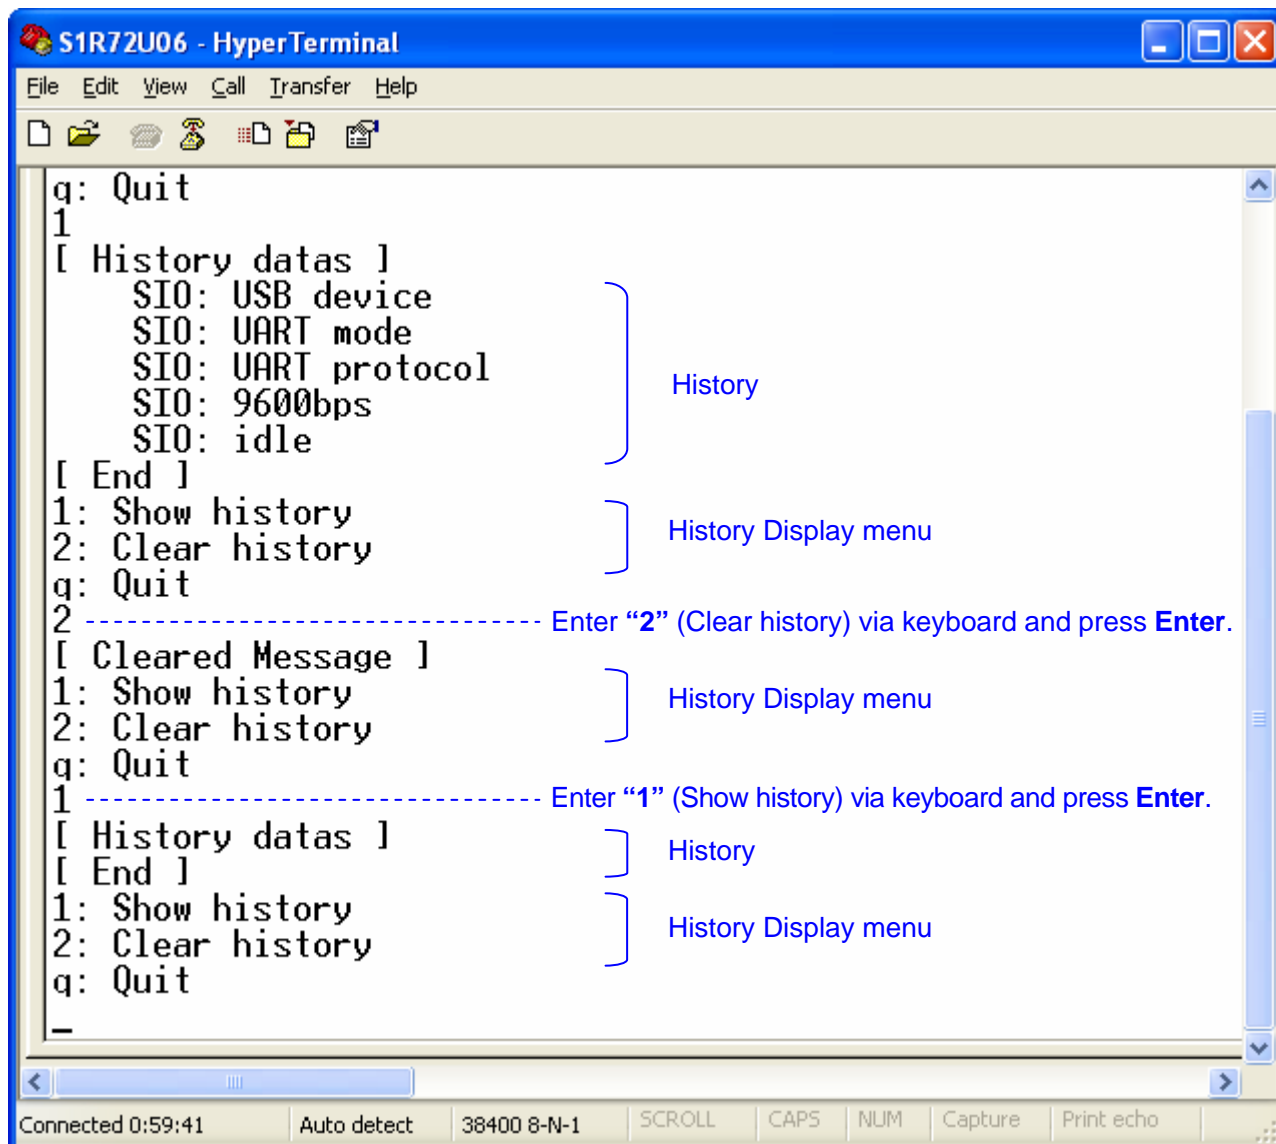 S1R72U06 - HyperTerminal
File Edit View Call Transfer Help
q: Quit
1
[ History datas ]
SIO: USB device
SIO: UART mode
SIO: UART protocol
SIO: 9600bps
SIO: idle
History
[ End ]
1: Show history
2: Clear history
History Display menu
q: Quit
2 Enter “2” (Clear history) via keyboard and press Enter.
[ Cleared Message ]
1: Show history
2: Clear history
History Display menu
q: Quit
1 Enter “1” (Show history) via keyboard and press Enter.
[ History datas ]
[ End ]
History
1: Show history
2: Clear history
History Display menu
q: Quit
_
Connected 0:59:41 Auto detect 38400 8-N-1 SCROLL CAPS NUM Capture Print echo